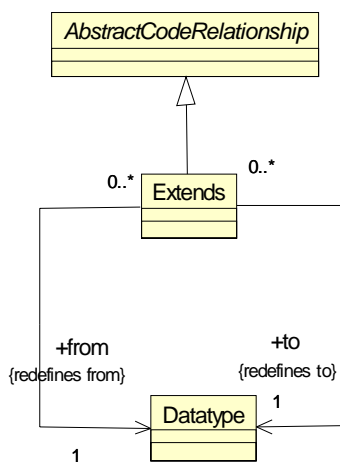 AbstractCodeRelationship
0..*
0..*
Extends
+from
{redefines from}
+to
{redefines to}
1
Datatype
1